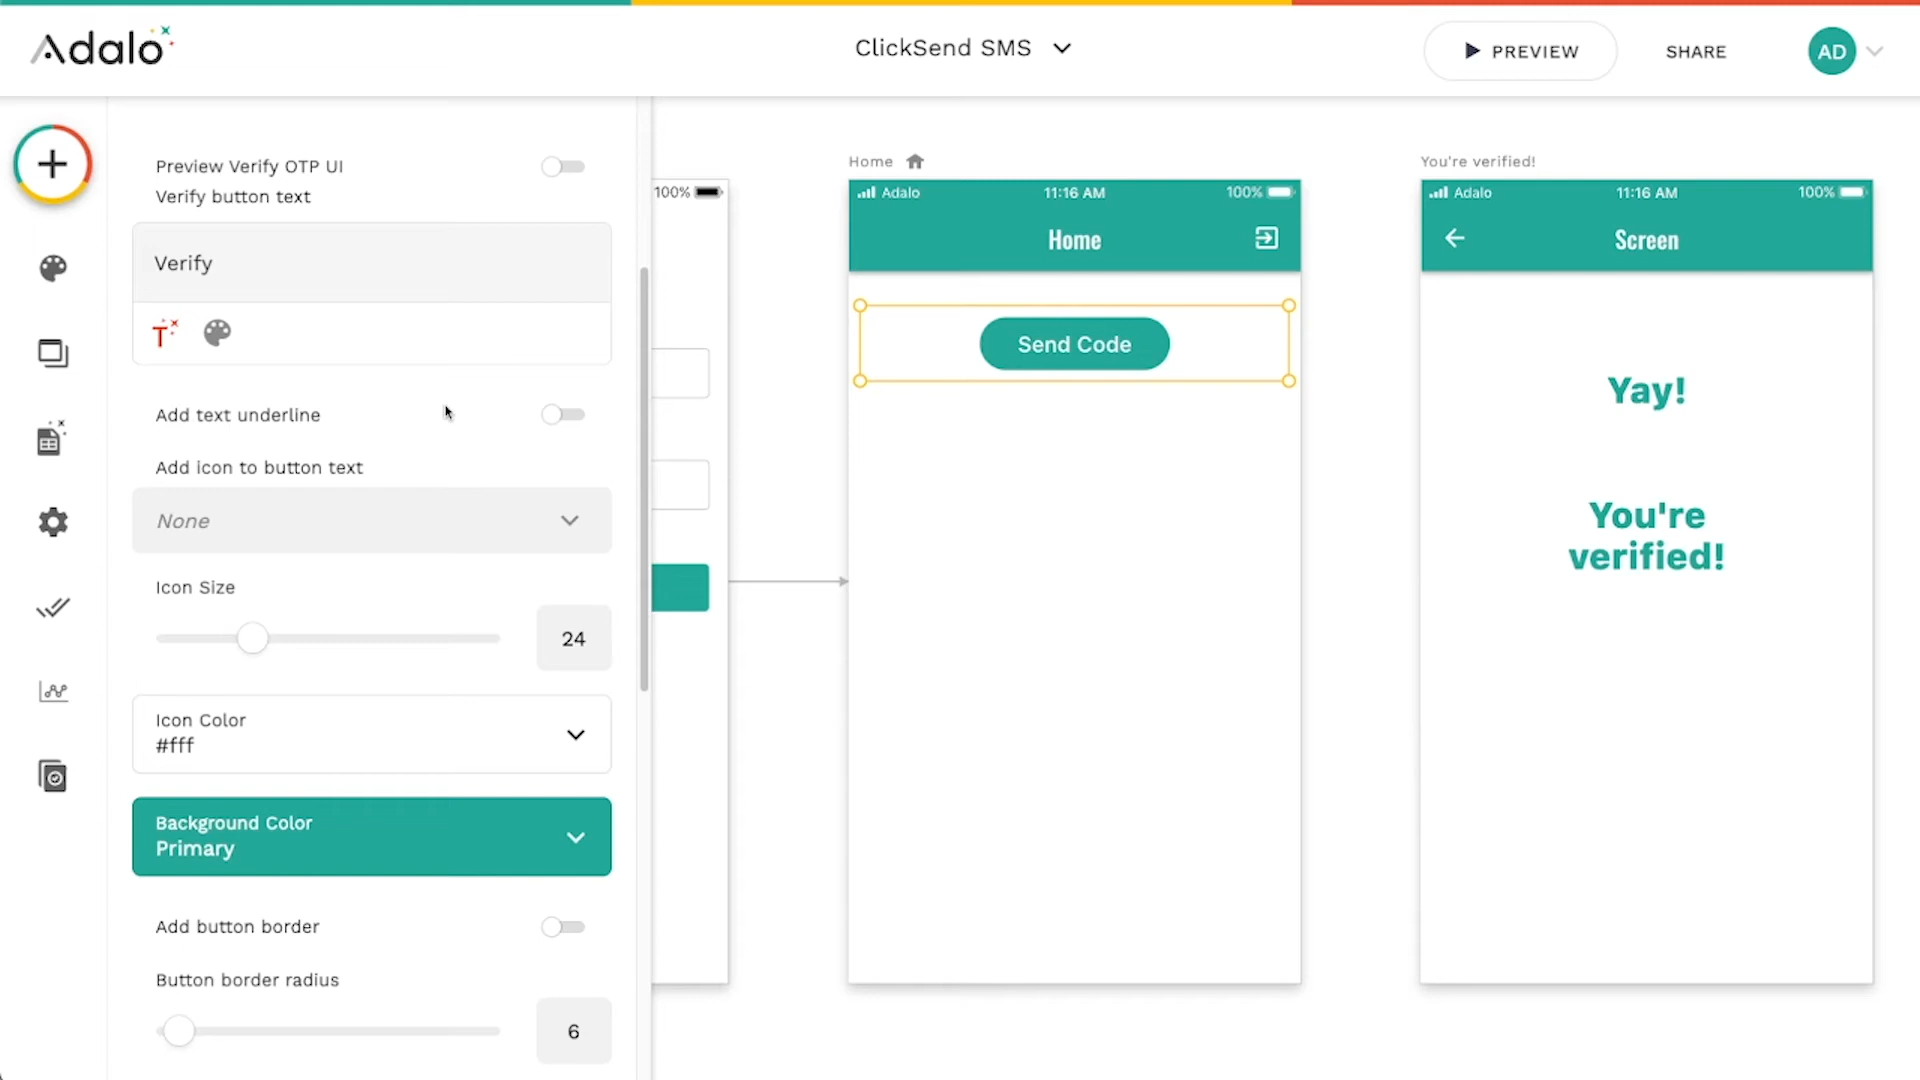 Adalo
ClickSend SMS
PREVIEW
SHARE
AD
Preview Verify OTP UI
Verify button text
Verify
T
Add text underline
Add icon to button text
None
Icon Size
24
Icon Color
#fff
Background Color
Primary
Add button border
Button border radius
6
100%
Home
Adalo 11:16 AM 100%
Home
Send Code
You're verified!
Adalo 11:16 AM 100%
Screen
Yay!
You're
verified!